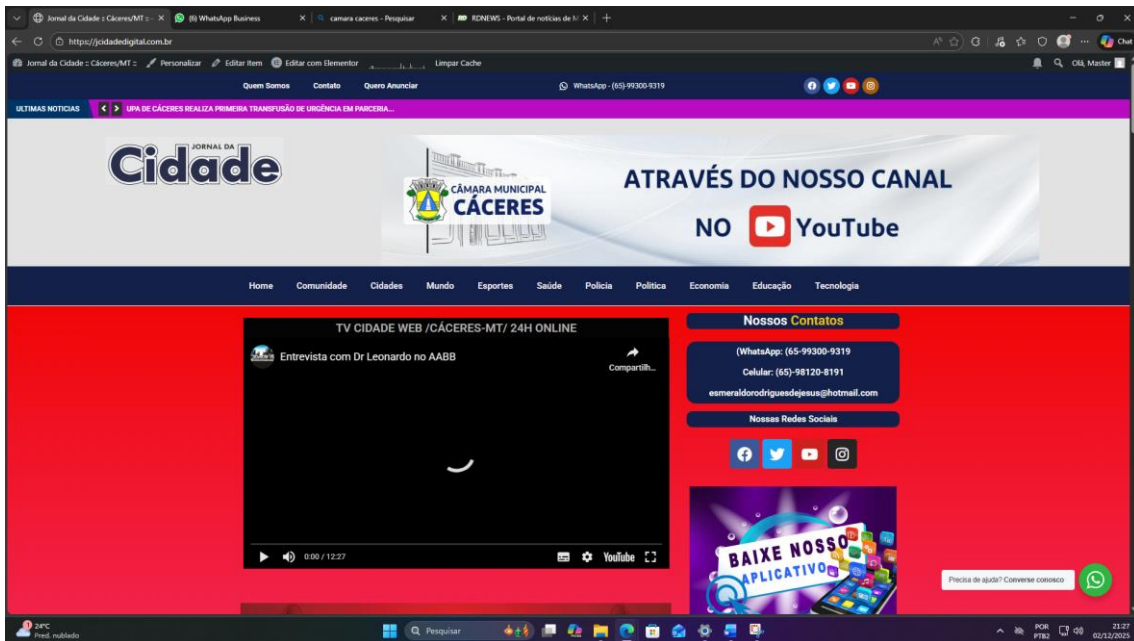 Jornal da Cidade :: Cáceres/MT ::
(6) WhatsApp Business
camara caceres - Pesquisar
RDNEWS - Portal de notícias de M
https://jcidadedigital.com.br
Chat
Jornal da Cidade :: Cáceres/MT ::
Personalizar
Editar Item
Editar com Elementor
Limpar Cache
Olá, Master
Quem Somos
Contato
Quero Anunciar
WhatsApp - (65)-99300-9319
ULTIMAS NOTICIAS
UPA DE CÁCERES REALIZA PRIMEIRA TRANSFUSÃO DE URGÊNCIA EM PARCERIA...
JORNAL DA
Cidade
CÂMARA MUNICIPAL
CÁCERES
ATRAVÉS DO NOSSO CANAL
NO YouTube
Home
Comunidade
Cidades
Mundo
Esportes
Saúde
Policia
Politica
Economia
Educação
Tecnologia
TV CIDADE WEB /CÁCERES-MT/ 24H ONLINE
Entrevista com Dr Leonardo no AABB
Compartilh...
0:00 / 12:27
YouTube
Nossos Contatos
(WhatsApp: (65-99300-9319
Celular: (65)-98120-8191
esmeraldorodriguesdejesus@hotmail.com
Nossas Redes Sociais
BAIXE NOSSO
APLICATIVO
Precisa de ajuda? Converse conosco
24°C
Pred. nublado
Pesquisar
POR
PTB2
21:27